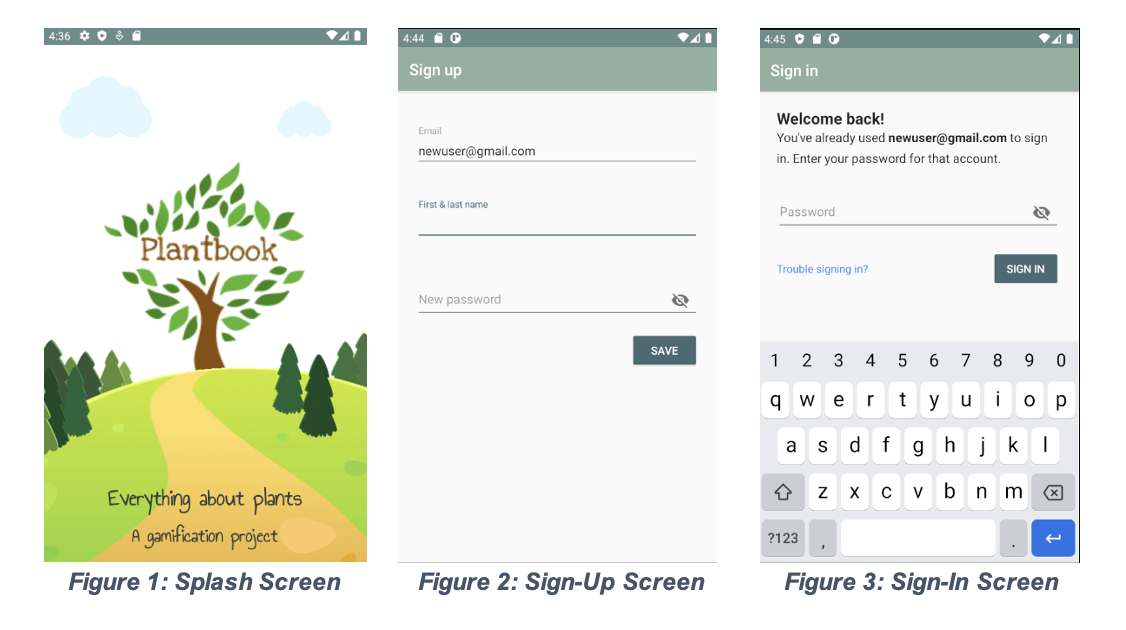 4:36
Plantbook
Everything about plants
A gamification project
Figure 1: Splash Screen
4:44
Sign up
Email
newuser@gmail.com
First & last name
New password
SAVE
Figure 2: Sign-Up Screen
4:45
Sign in
Welcome back!
You've already used newuser@gmail.com to sign
in. Enter your password for that account.
Password
Trouble signing in?
SIGN IN
1 2 3 4 5 6 7 8 9 0
q w e r t y u i o p
a s d f g h j k l
z x c v b n m
?123 , .
Figure 3: Sign-In Screen